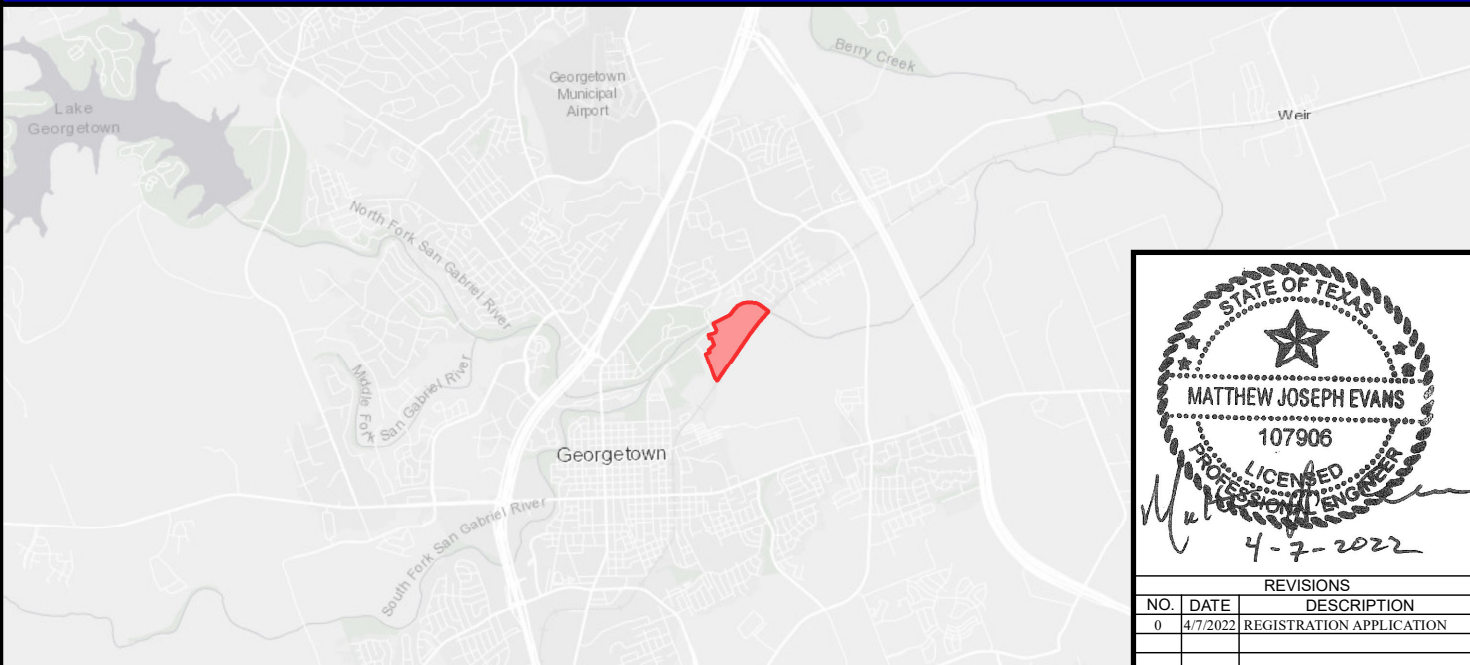 Berry Creek
Georgetown
Municipal
Airport
Lake
Georgetown
Weir
North Fork San Gabriel River
Middle Fork San Gabriel River
Georgetown
South Fork San Gabriel River
STATE OF TEXAS
MATTHEW JOSEPH EVANS
107906
LICENSED
PROFESSIONAL ENGINEER
4-7-2022
REVISIONS
NO. DATE DESCRIPTION
0 4/7/2022 REGISTRATION APPLICATION